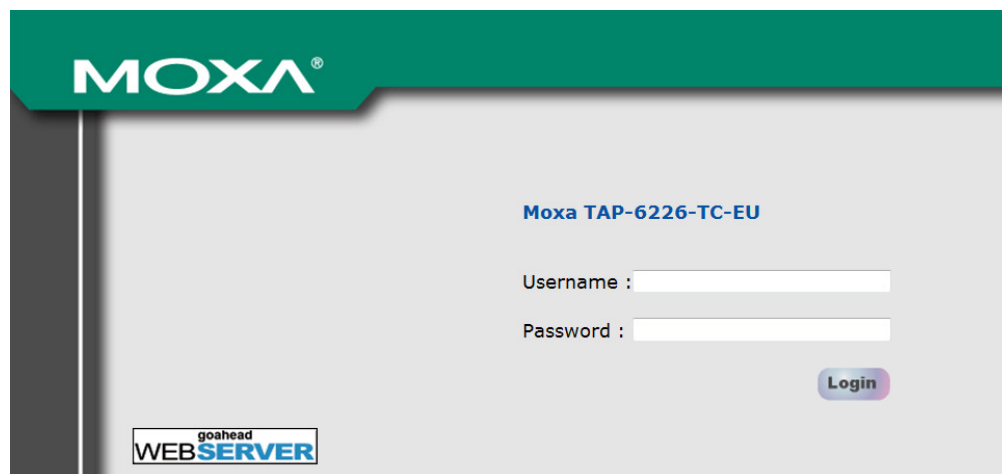 MOXA®
Moxa TAP-6226-TC-EU
Username :
Password :
Login
goahead
WEBSERVER